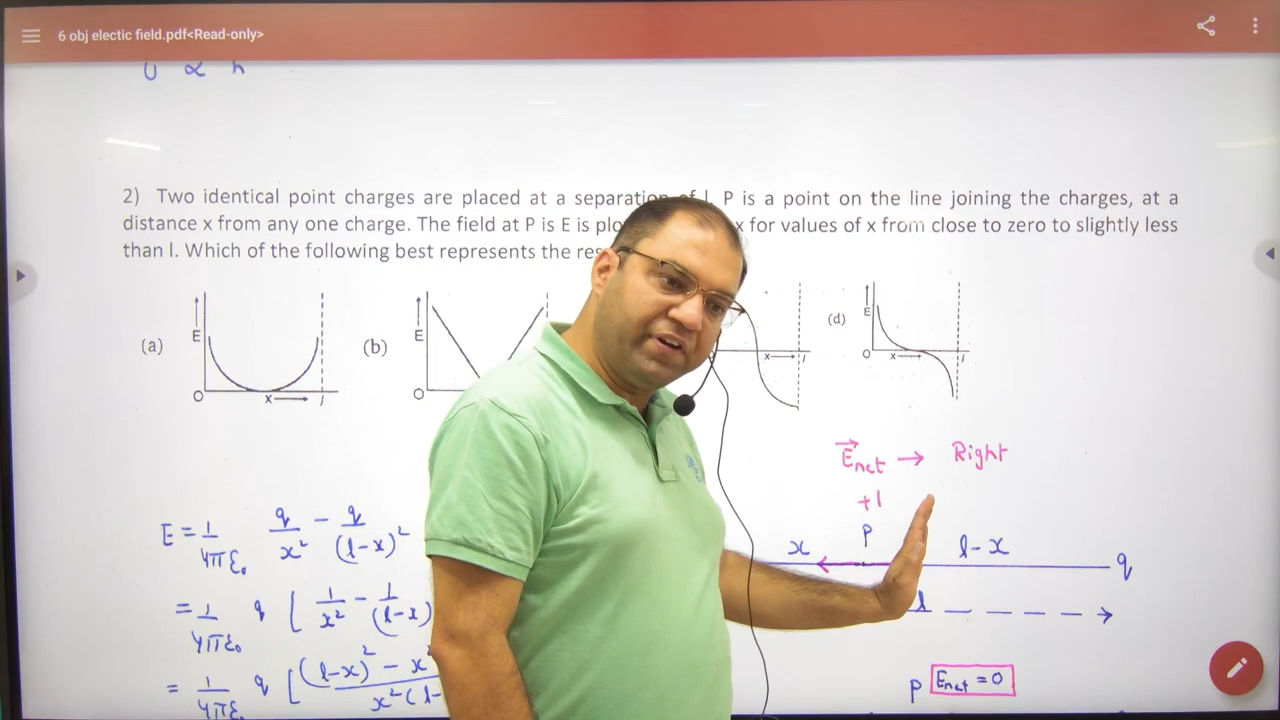 6 obj electic field.pdf<Read-only>
U ∝ h
2) Two identical point charges are placed at a separation of l. P is a point on the line joining the charges, at a
distance x from any one charge. The field at P is E is plo x for values of x from close to zero to slightly less
than l. Which of the following best represents the
(a) E O x l
(b) E O
x l
(d) E O x l
E⃗net → Right
+1
P
x l-x q
l
E = 1/4πε₀ q/x² - q/(l-x)²
= 1/4πε₀ q [ 1/x² - 1/(l-x)
= 1/4πε q [ (l-x)² - x² / x²(l-
P Enet = 0